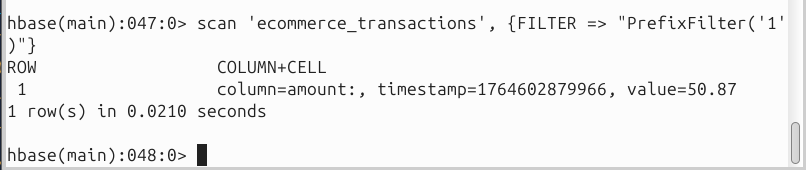 hbase(main):047:0> scan 'ecommerce_transactions', {FILTER => "PrefixFilter('1'
)"}
ROW                   COLUMN+CELL
 1                    column=amount:, timestamp=1764602879966, value=50.87
1 row(s) in 0.0210 seconds

hbase(main):048:0>